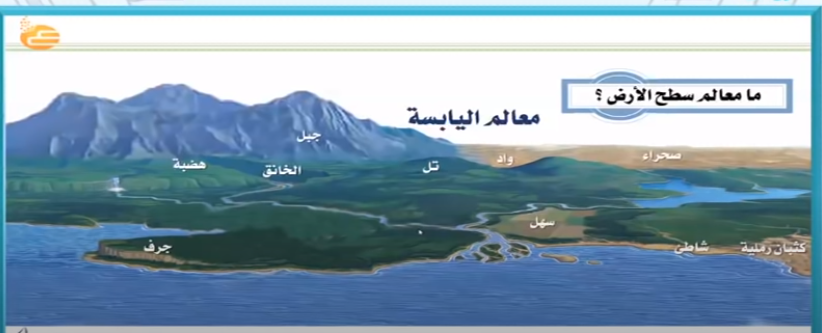 ما معالم سطح الأرض ؟
معالم اليابسة
جبل
صحراء
واد
تل
هضبة
الخانق
سهل
جرف
شاطئ
كثبان رملية